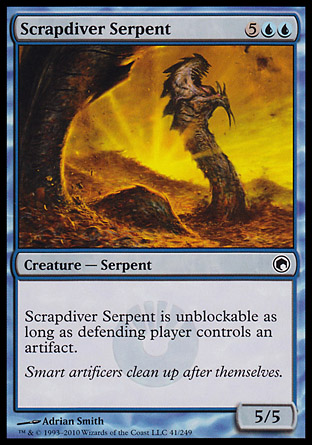 Scrapdiver Serpent 5
Creature — Serpent
Scrapdiver Serpent is unblockable as
long as defending player controls an
artifact.
Smart artificers clean up after themselves.
Adrian Smith
™ & © 1993–2010 Wizards of the Coast LLC 41/249
5/5